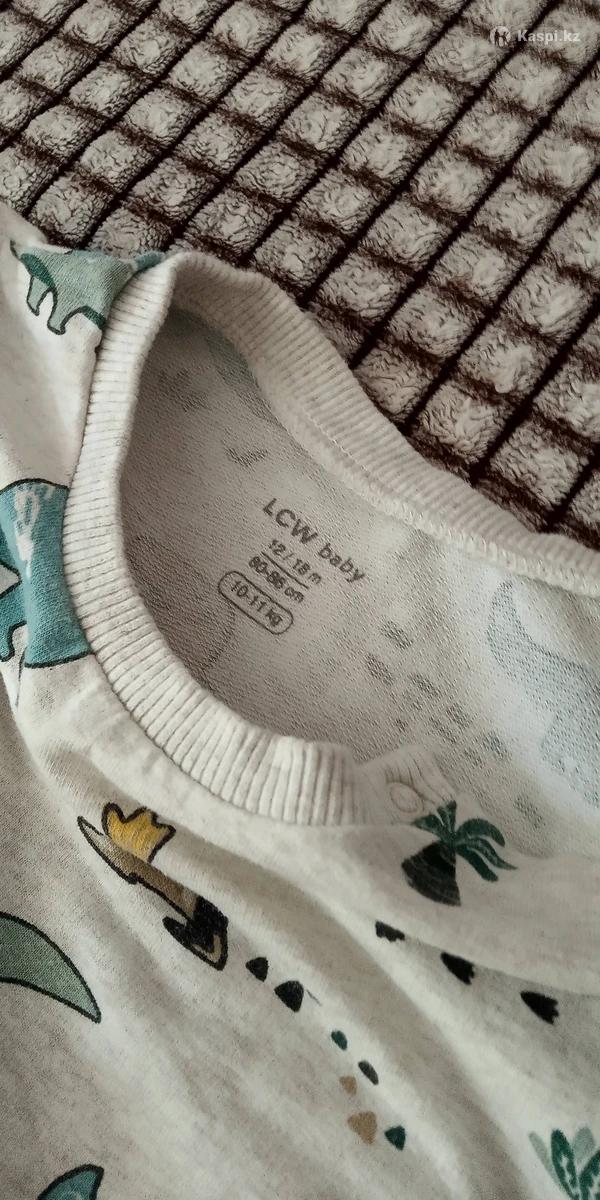 Kaspi.kz
LCW baby
12/18 m
80-86 cm
10-11 kg